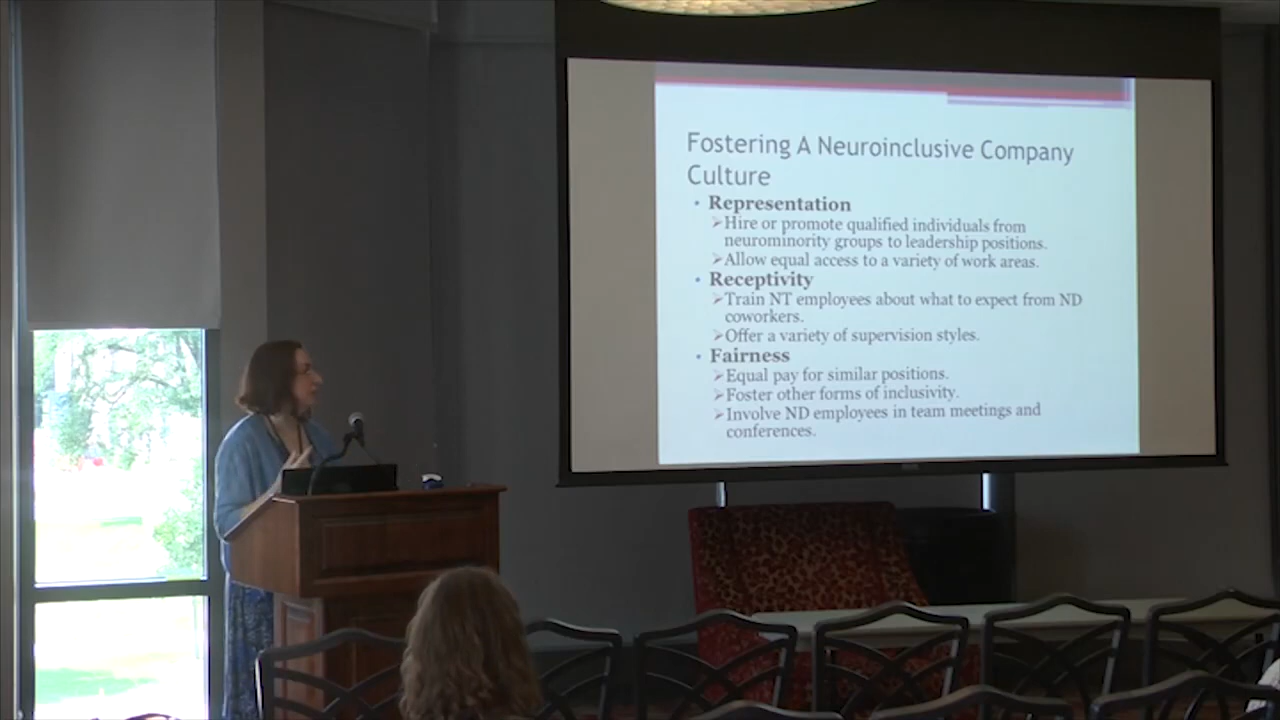 Fostering A Neuroinclusive Company
Culture
• Representation
➢Hire or promote qualified individuals from
neurominority groups to leadership positions.
➢Allow equal access to a variety of work areas.
• Receptivity
➢Train NT employees about what to expect from ND
coworkers.
➢Offer a variety of supervision styles.
• Fairness
➢Equal pay for similar positions.
➢Foster other forms of inclusivity.
➢Involve ND employees in team meetings and
conferences.